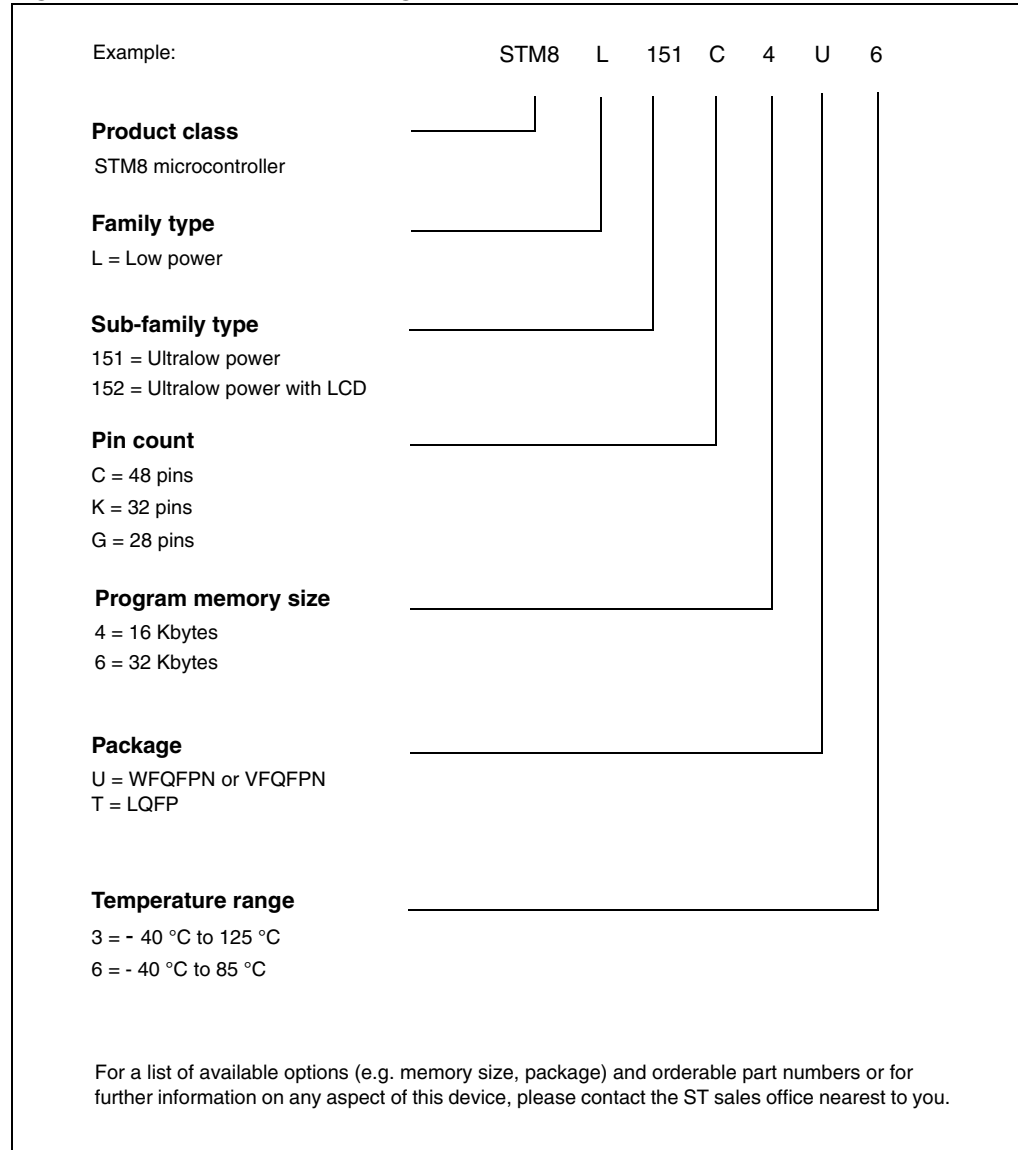 Example: STM8 L 151 C 4 U 6
Product class
STM8 microcontroller
Family type
L = Low power
Sub-family type
151 = Ultralow power
152 = Ultralow power with LCD
Pin count
C = 48 pins
K = 32 pins
G = 28 pins
Program memory size
4 = 16 Kbytes
6 = 32 Kbytes
Package
U = WFQFPN or VFQFPN
T = LQFP
Temperature range
3 = - 40 °C to 125 °C
6 = - 40 °C to 85 °C
For a list of available options (e.g. memory size, package) and orderable part numbers or for
further information on any aspect of this device, please contact the ST sales office nearest to you.